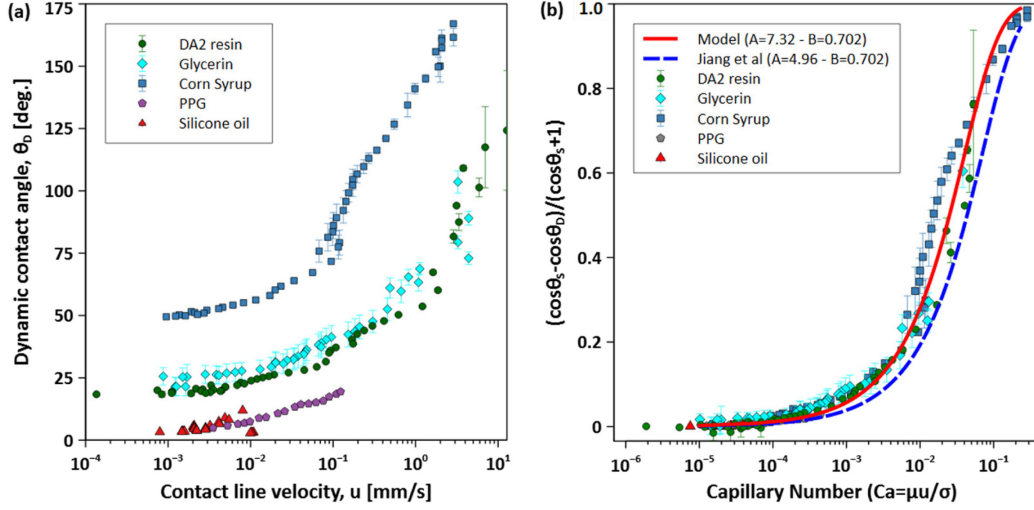 (a)
175
150
125
100
75
50
25
0
Dynamic contact angle, θD [deg.]
DA2 resin
Glycerin
Corn Syrup
PPG
Silicone oil
10⁻⁴
10⁻³
10⁻²
10⁻¹
10⁰
10¹
Contact line velocity, u [mm/s]
(b)
1.0
0.8
0.6
0.4
0.2
0.0
(cosθs-cosθD)/(cosθs+1)
Model (A=7.32 - B=0.702)
Jiang et al (A=4.96 - B=0.702)
DA2 resin
Glycerin
Corn Syrup
PPG
Silicone oil
10⁻⁶
10⁻⁵
10⁻⁴
10⁻³
10⁻²
10⁻¹
Capillary Number (Ca=μu/σ)